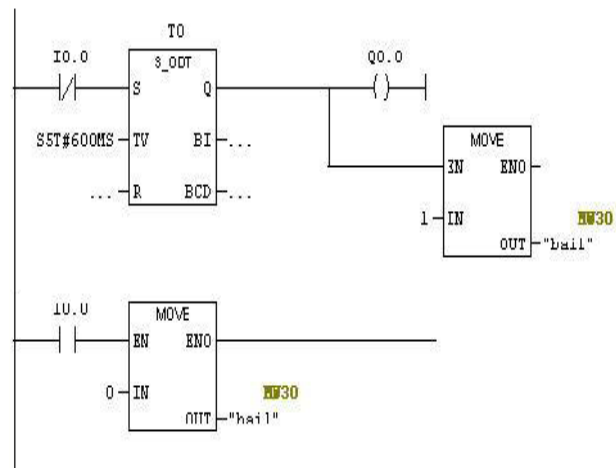 T0
I0.0
S_ODT
Q0.0
S
Q
S5T#600MS
TV
BI
...
...
R
BCD
...
MOVE
EN
ENO
1
IN
MW30
OUT
"bail"
I0.0
MOVE
EN
ENO
0
IN
MW30
OUT
"bail"